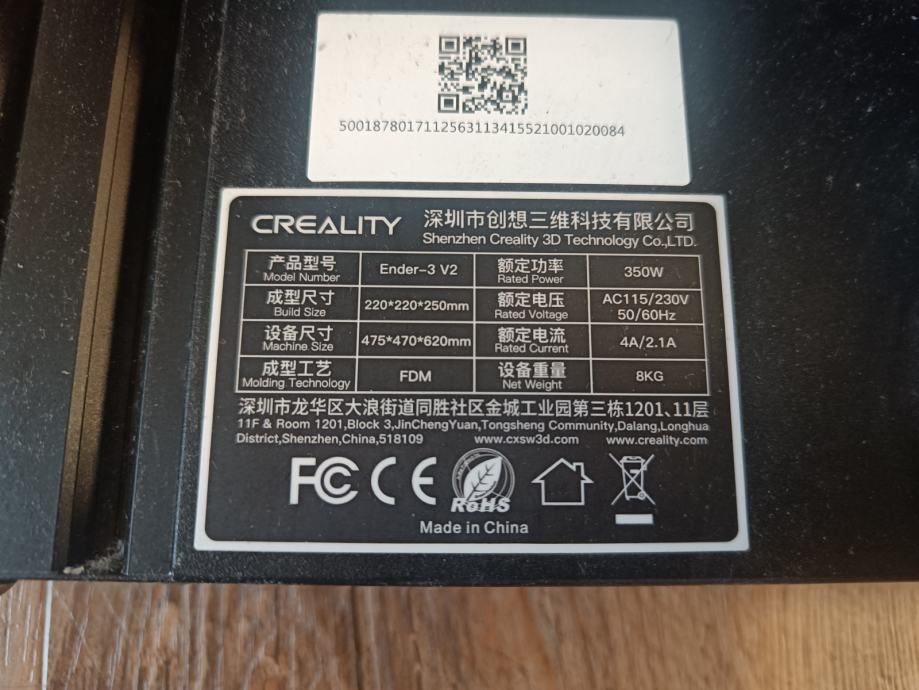 5001878017112563113415521001020084
CREALITY 深圳市创想三维科技有限公司
Shenzhen Creality 3D Technology Co.,LTD.
产品型号 Ender-3 V2 额定功率 350W
Model Number Rated Power
成型尺寸 220*220*250mm 额定电压 AC115/230V
Build Size Rated Voltage 50/60Hz
设备尺寸 475*470*620mm 额定电流 4A/2.1A
Machine Size Rated Current
成型工艺 FDM 设备重量 8KG
Molding Technology Net Weight
深圳市龙华区大浪街道同胜社区金城工业园第三栋1201、11层
11F & Room 1201,Block 3,JinChengYuan,Tongsheng Community,Dalang,Longhua
District,Shenzhen,China,518109 www.cxsw3d.com www.creality.com
FC CE RoHS
Made in China